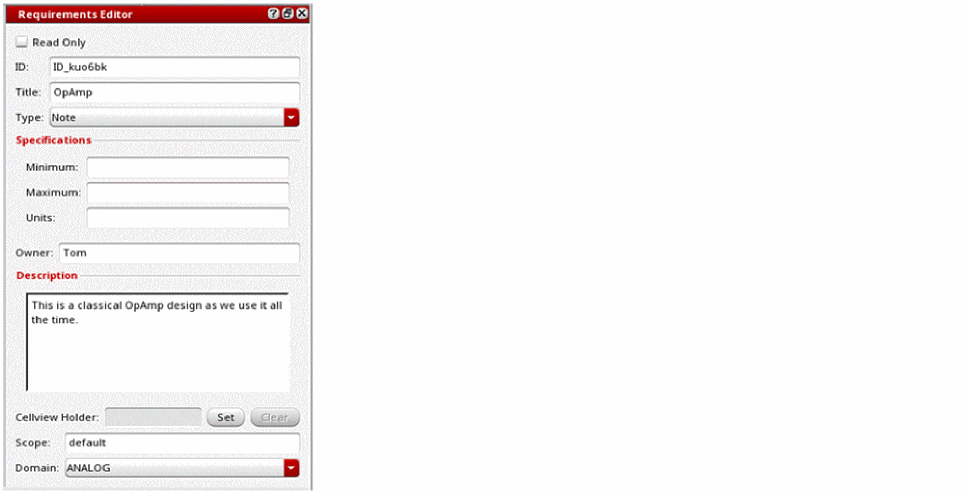 Requirements Editor
Read Only
ID: ID_kuo6bk
Title: OpAmp
Type: Note
Specifications
Minimum:
Maximum:
Units:
Owner: Tom
Description
This is a classical OpAmp design as we use it all
the time.
Cellview Holder: Set Clear
Scope: default
Domain: ANALOG